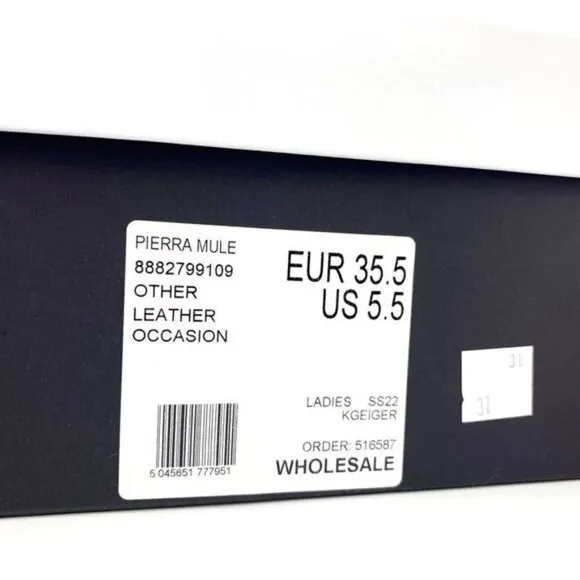 PIERRA MULE
8882799109
OTHER
LEATHER
OCCASION
EUR 35.5
US 5.5
LADIES SS22
KGEIGER
ORDER: 516587
WHOLESALE
5 045651 777951
31
31